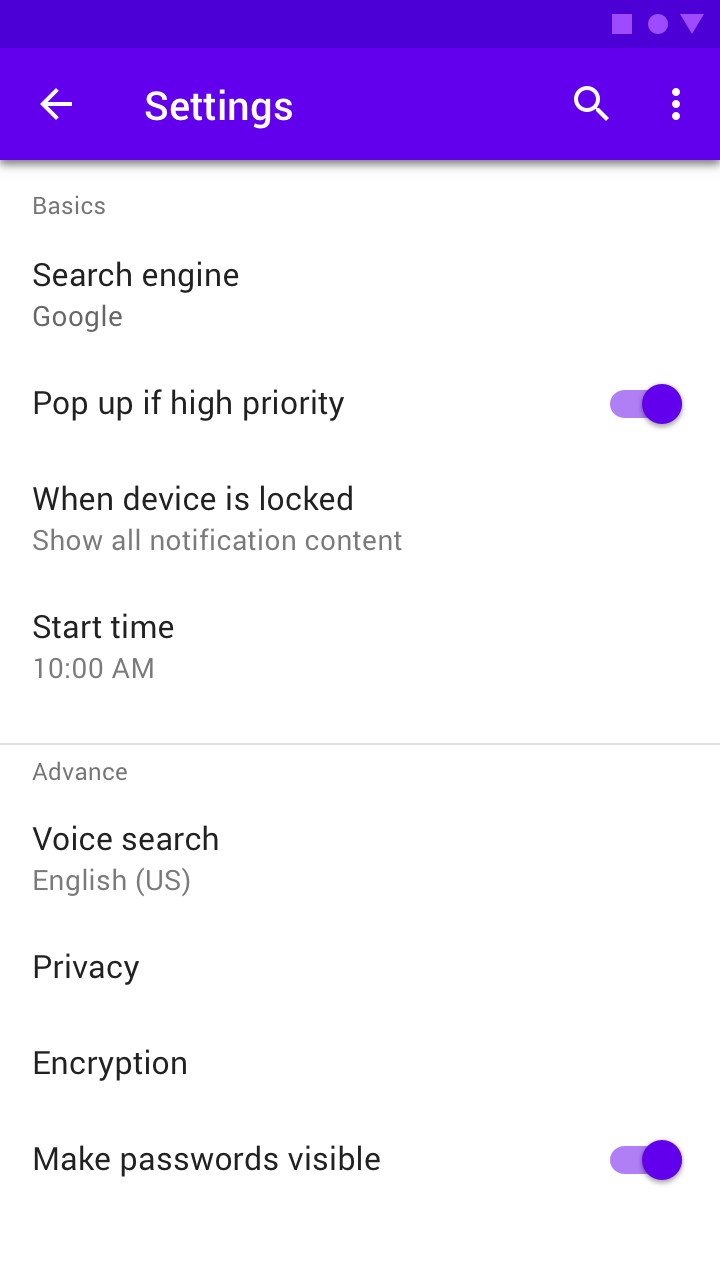 Settings
Basics
Search engine
Google
Pop up if high priority
When device is locked
Show all notification content
Start time
10:00 AM
Advance
Voice search
English (US)
Privacy
Encryption
Make passwords visible